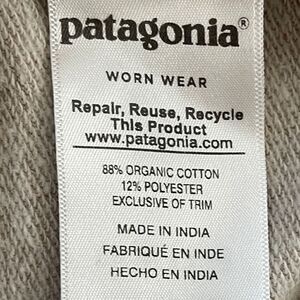 patagonia®
WORN WEAR
Repair, Reuse, Recycle
This Product
www.patagonia.com
88% ORGANIC COTTON
12% POLYESTER
EXCLUSIVE OF TRIM
MADE IN INDIA
FABRIQUÉ EN INDE
HECHO EN INDIA